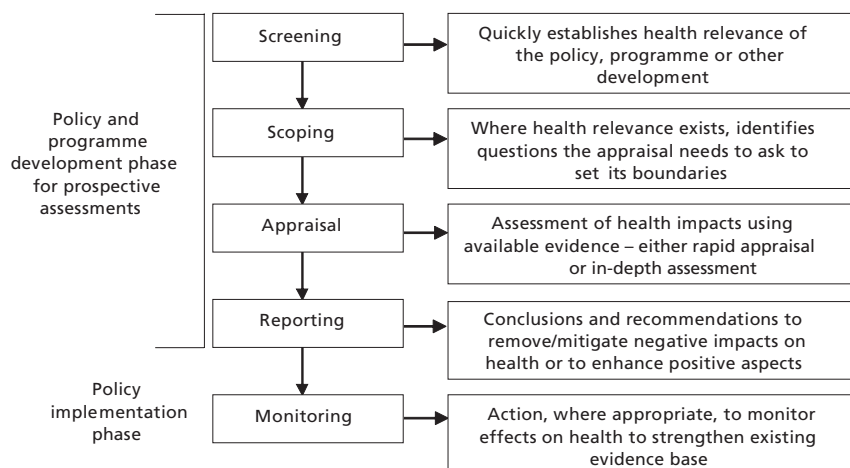 Screening
Quickly establishes health relevance of
the policy, programme or other
development
Policy and
programme
development phase
for prospective
assessments
Scoping
Where health relevance exists, identifies
questions the appraisal needs to ask to
set its boundaries
Appraisal
Assessment of health impacts using
available evidence – either rapid appraisal
or in-depth assessment
Reporting
Conclusions and recommendations to
remove/mitigate negative impacts on
health or to enhance positive aspects
Policy
implementation
phase
Monitoring
Action, where appropriate, to monitor
effects on health to strengthen existing
evidence base